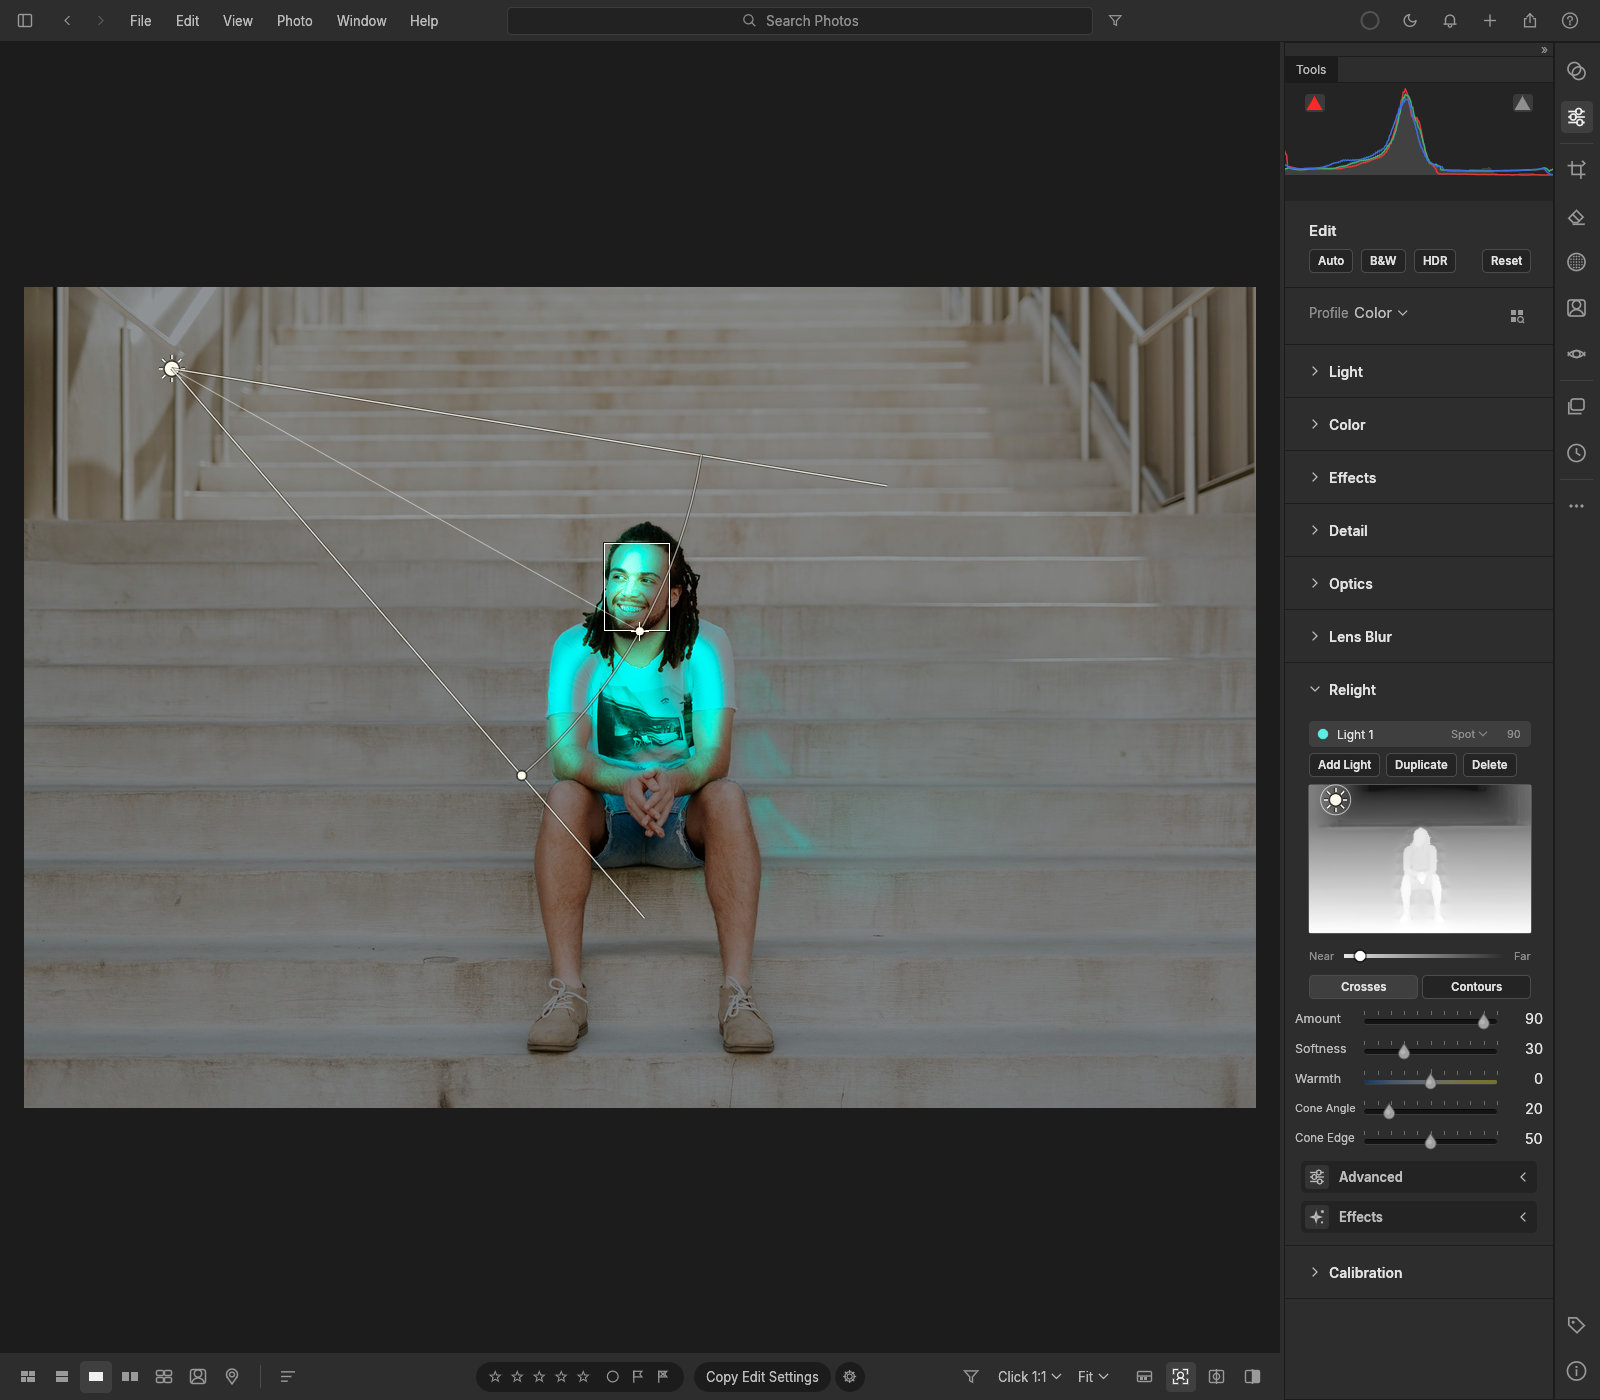 File Edit View Photo Window Help Search Photos
Tools
Edit
Auto B&W HDR Reset
Profile Color
Light
Color
Effects
Detail
Optics
Lens Blur
Relight
Light 1 Spot 90
Add Light Duplicate Delete
Near Far
Crosses Contours
Amount 90
Softness 30
Warmth 0
Cone Angle 20
Cone Edge 50
Advanced
Effects
Calibration
Copy Edit Settings Click 1:1 Fit